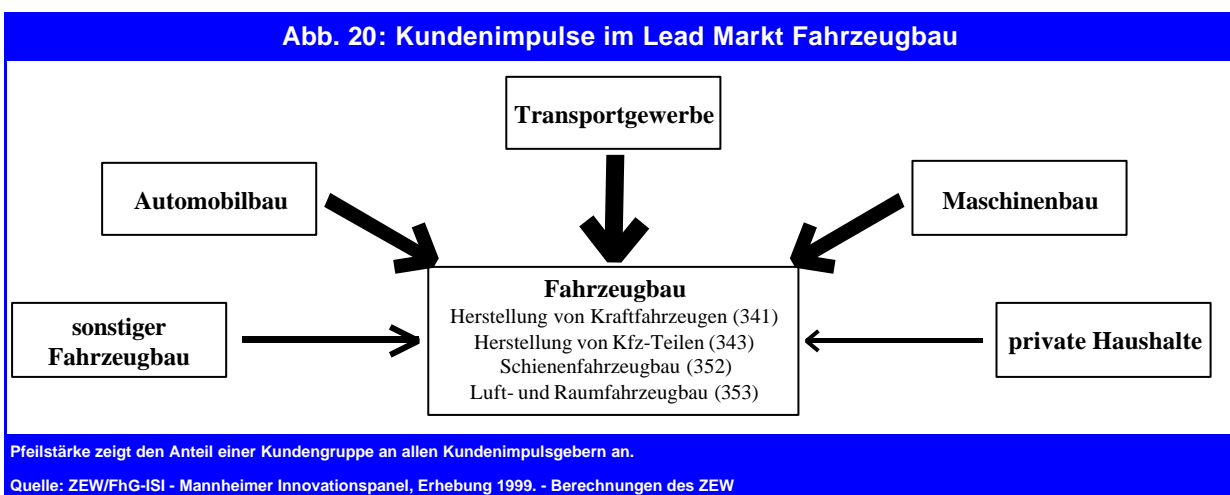 Abb. 20: Kundenimpulse im Lead Markt Fahrzeugbau
Transportgewerbe
Automobilbau
Maschinenbau
sonstiger
Fahrzeugbau
Fahrzeugbau
Herstellung von Kraftfahrzeugen (341)
Herstellung von Kfz-Teilen (343)
Schienenfahrzeugbau (352)
Luft- und Raumfahrzeugbau (353)
private Haushalte
Pfeilstärke zeigt den Anteil einer Kundengruppe an allen Kundenimpulsgebern an.
Quelle: ZEW/FhG-ISI - Mannheimer Innovationspanel, Erhebung 1999. - Berechnungen des ZEW